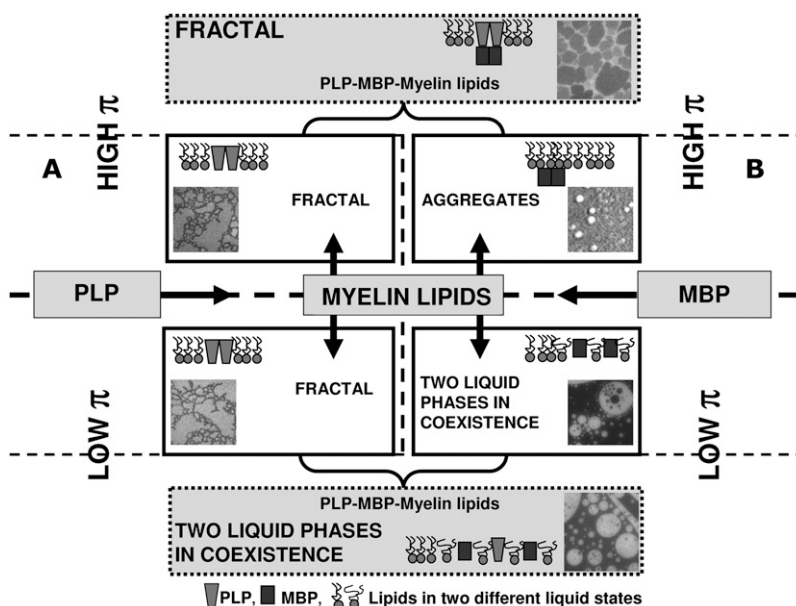 FRACTAL
PLP-MBP-Myelin lipids
HIGH π
HIGH π
A
B
FRACTAL
AGGREGATES
PLP
MYELIN LIPIDS
MBP
LOW π
LOW π
FRACTAL
TWO LIQUID
PHASES IN
COEXISTENCE
PLP-MBP-Myelin lipids
TWO LIQUID PHASES
IN COEXISTENCE
PLP, MBP, Lipids in two different liquid states